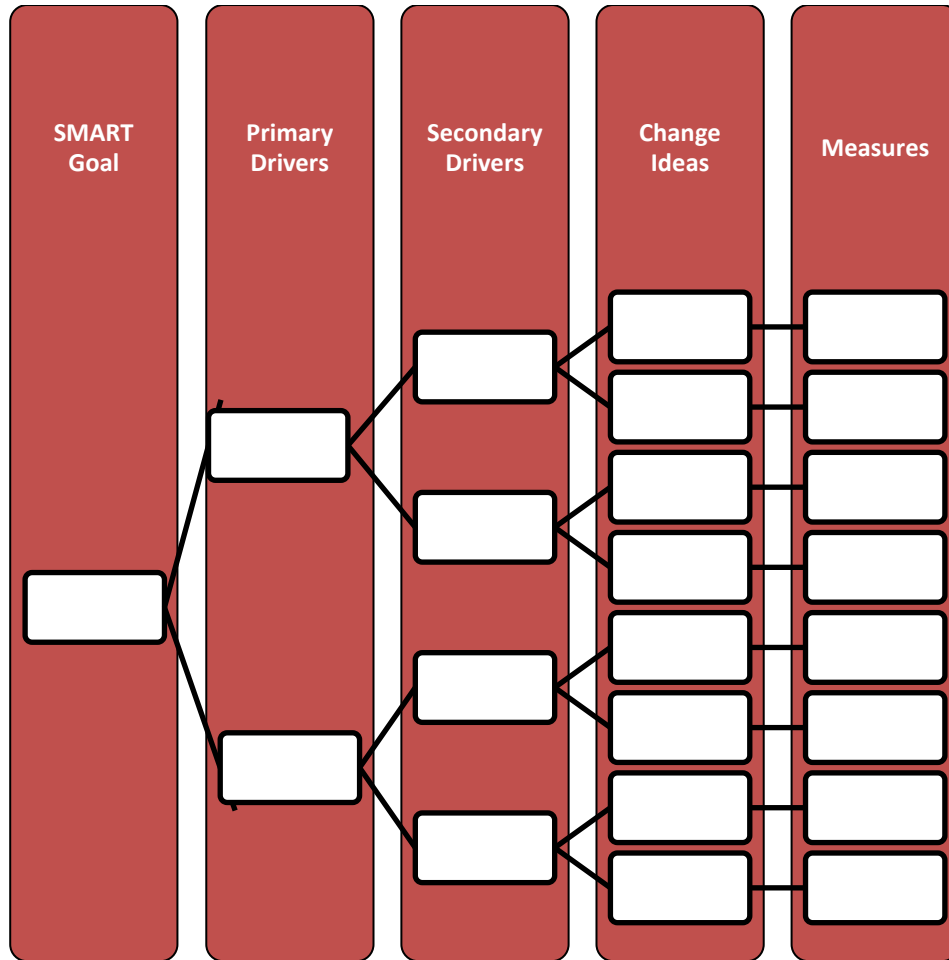 SMART
Goal
Primary
Drivers
Secondary
Drivers
Change
Ideas
Measures